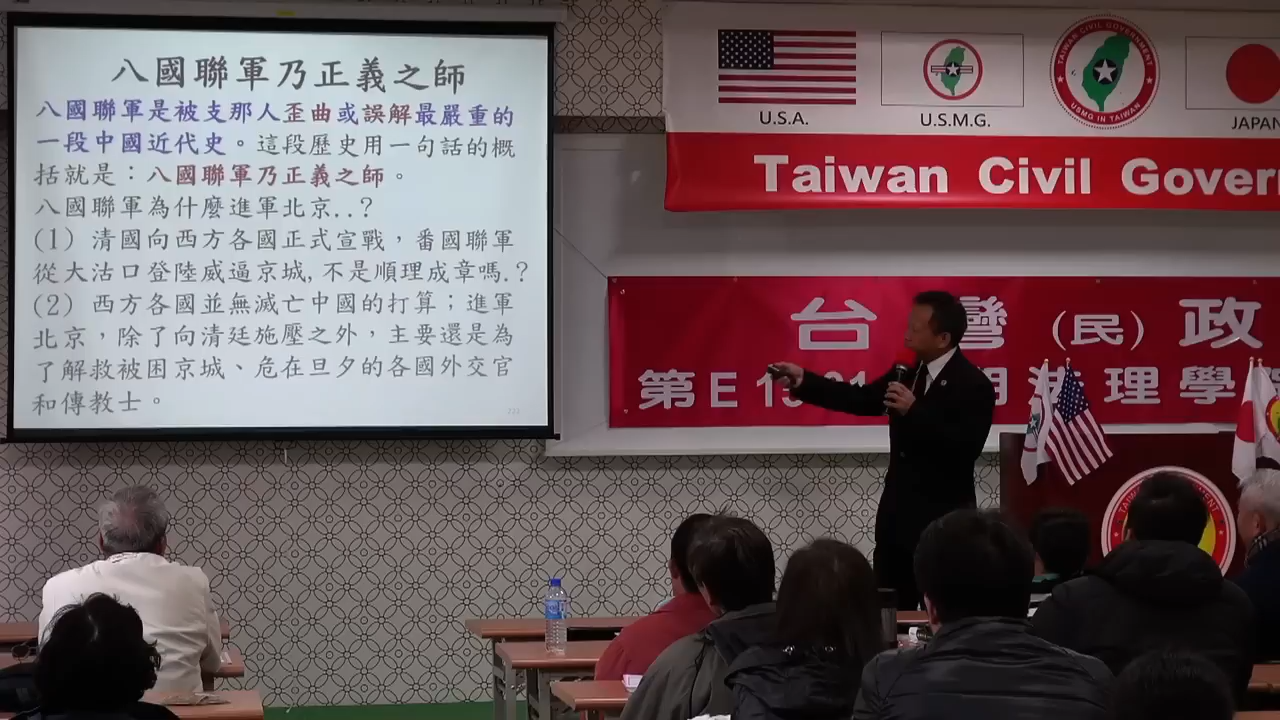 八國聯軍乃正義之師
八國聯軍是被支那人歪曲或誤解最嚴重的
一段中國近代史。這段歷史用一句話的概
括就是：八國聯軍乃正義之師。
八國聯軍為什麼進軍北京..?
(1) 清國向西方各國正式宣戰，番國聯軍
從大沽口登陸威逼京城,不是順理成章嗎.?
(2) 西方各國並無滅亡中國的打算；進軍
北京，除了向清廷施壓之外，主要還是為
了解救被困京城、危在旦夕的各國外交官
和傳教士。
U.S.A.
U.S.M.G.
TAIWAN CIVIL GOVERNMENT
USMG IN TAIWAN
JAPAN
Taiwan Civil Govern
台灣(民)政
第E1
理學